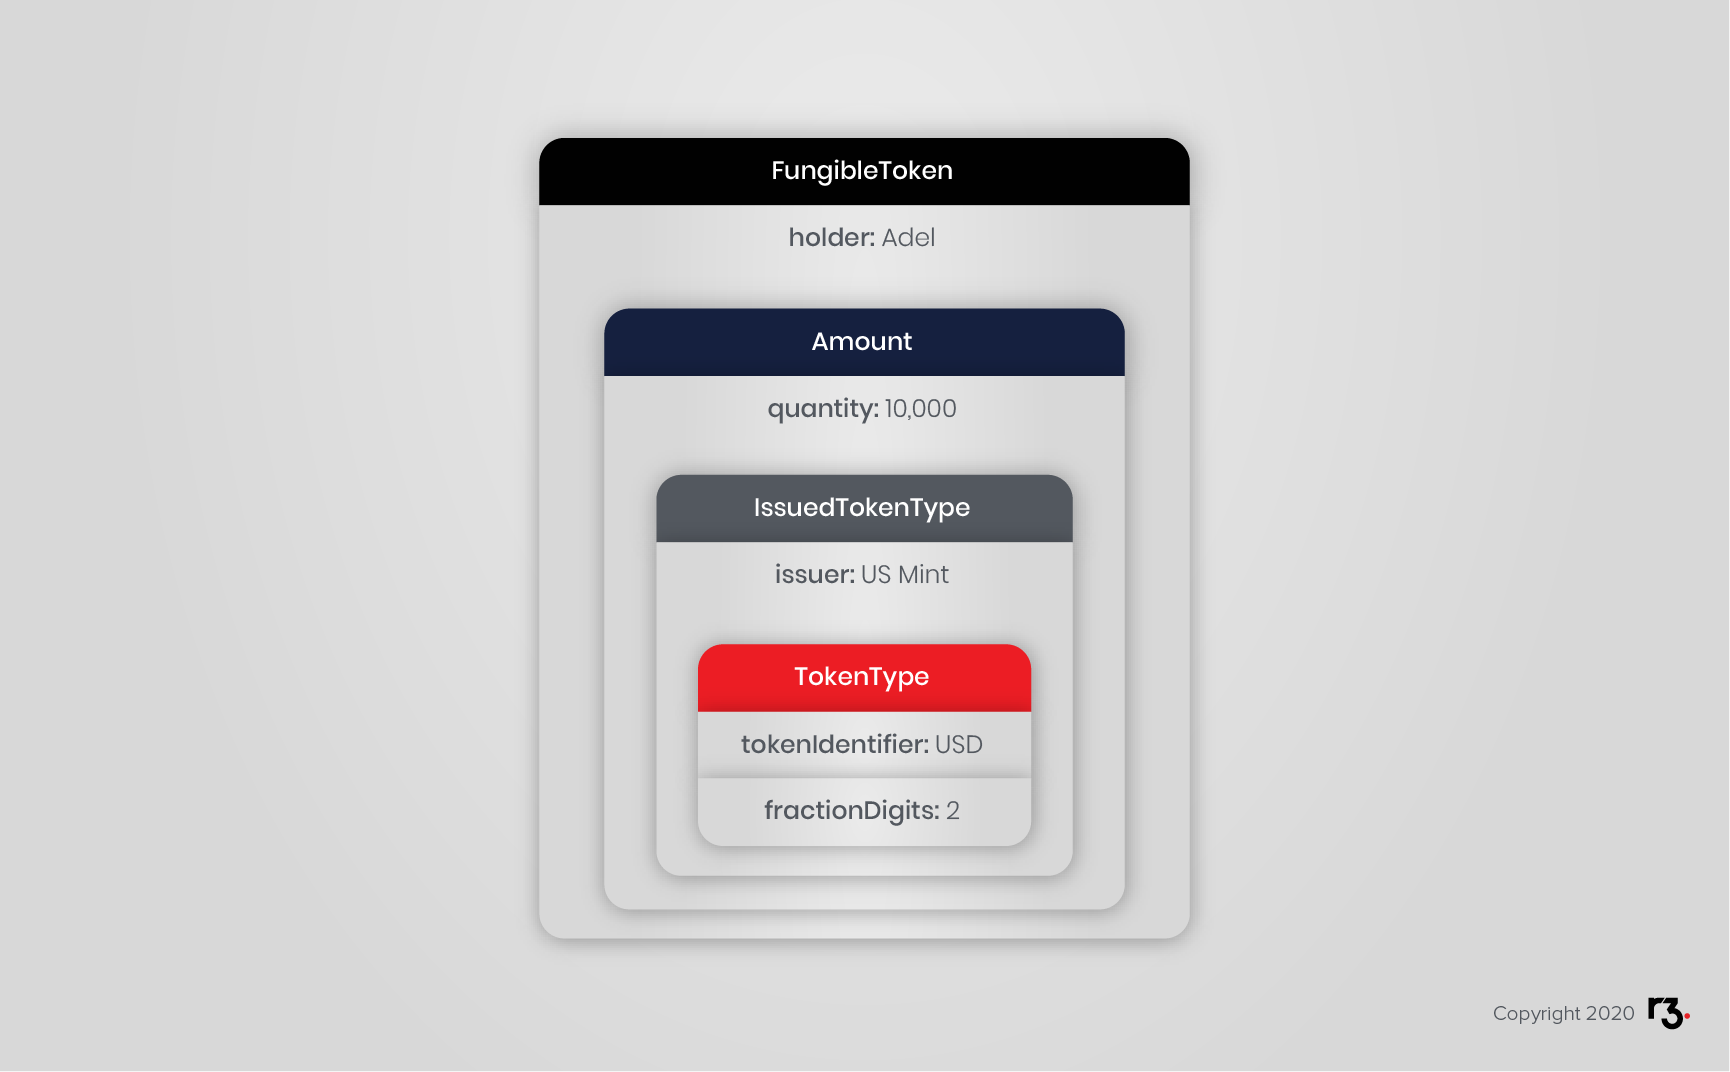 FungibleToken
holder: Adel
Amount
quantity: 10,000
IssuedTokenType
issuer: US Mint
TokenType
tokenIdentifier: USD
fractionDigits: 2
Copyright 2020 r3.